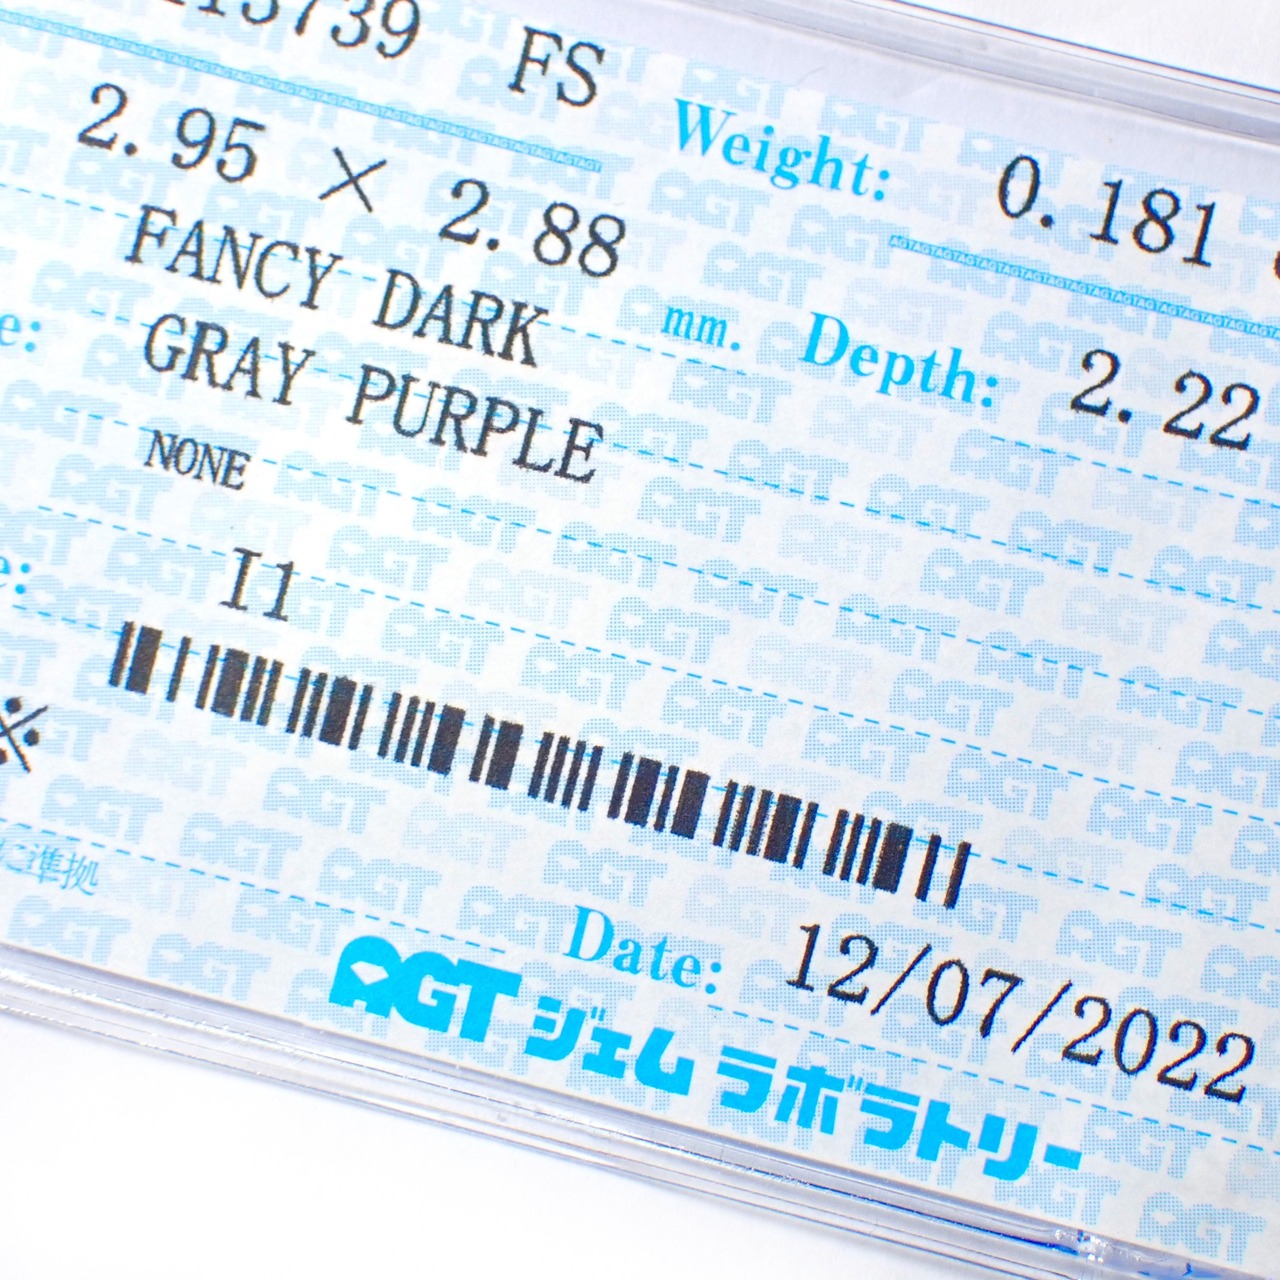 FS Weight: 0.181
2.95 × 2.88 mm. Depth: 2.22
FANCY DARK
GRAY PURPLE
NONE
I1
※
に準拠
Date: 12/07/2022
AGT ジェム ラボラトリー